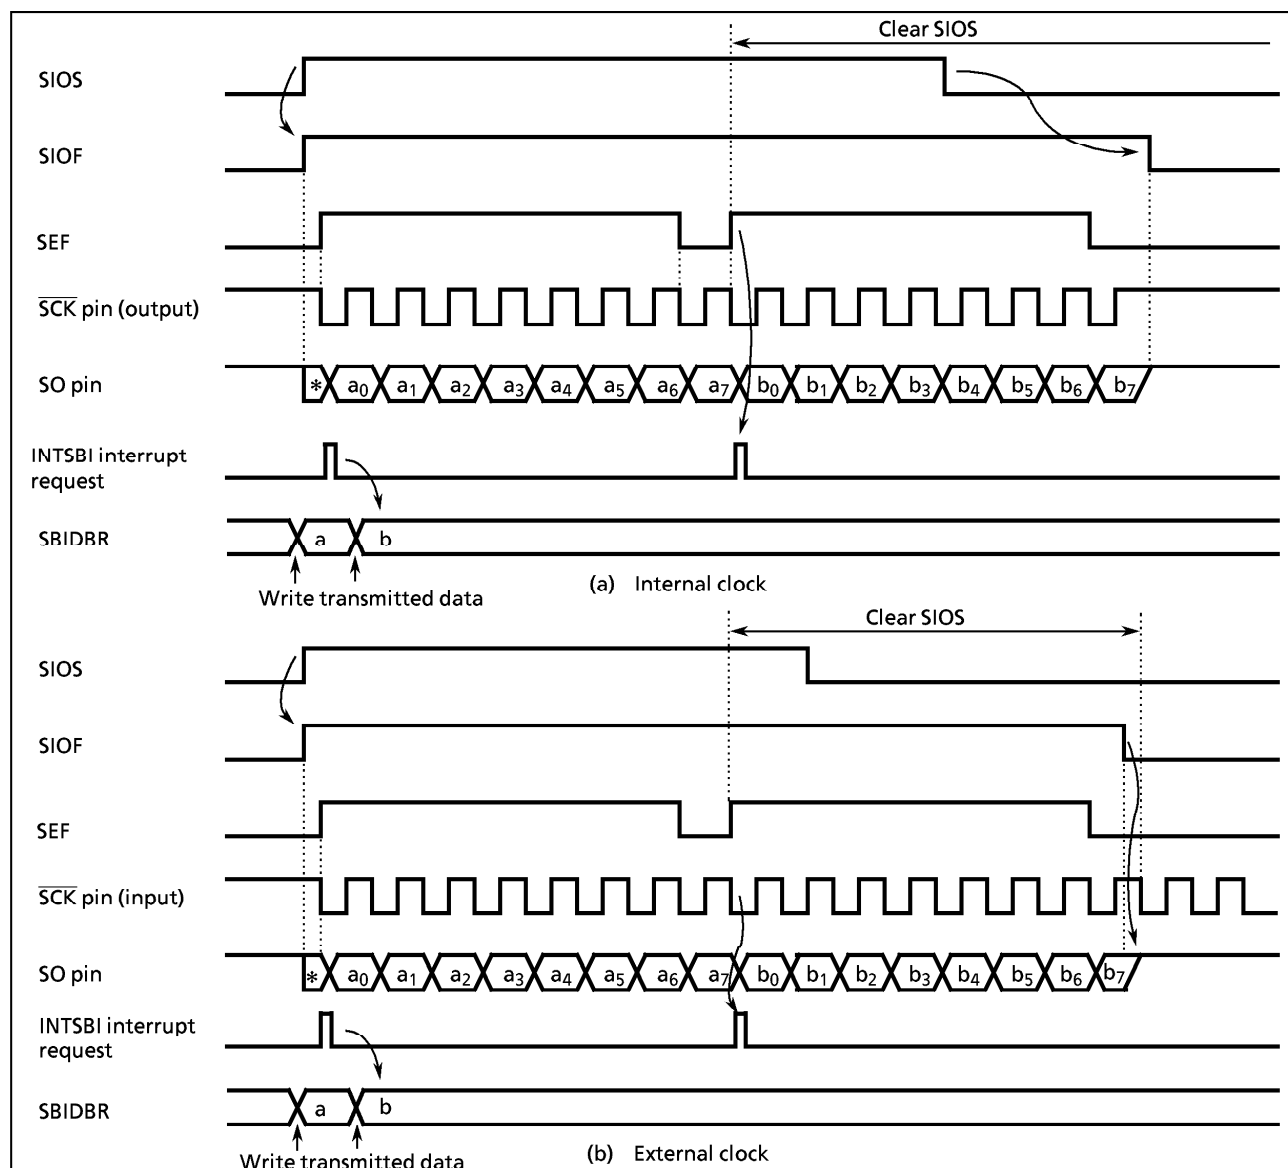 Clear SIOS
SIOS
SIOF
SEF
S̅C̅K̅ pin (output)
SO pin
* a0 a1 a2 a3 a4 a5 a6 a7 b0 b1 b2 b3 b4 b5 b6 b7
INTSBI interrupt
request
SBIDBR
a b
Write transmitted data
(a) Internal clock
Clear SIOS
SIOS
SIOF
SEF
S̅C̅K̅ pin (input)
SO pin
* a0 a1 a2 a3 a4 a5 a6 a7 b0 b1 b2 b3 b4 b5 b6 b7
INTSBI interrupt
request
SBIDBR
a b
Write transmitted data
(b) External clock